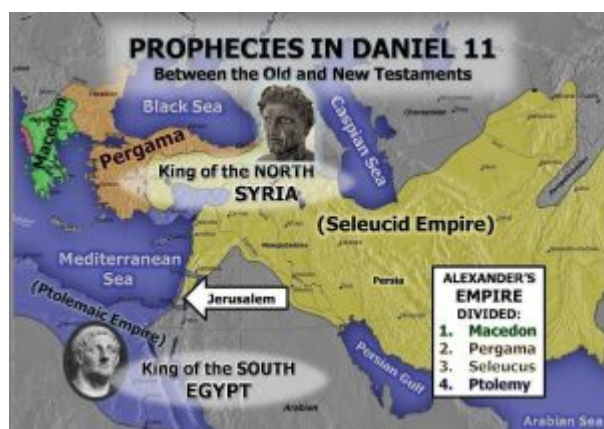 PROPHECIES IN DANIEL 11
Between the Old and New Testaments
Black Sea
Caspian Sea
Macedon
Pergama
King of the NORTH
SYRIA
(Seleucid Empire)
Mediterranean
Sea
Persia
(Ptolemaic Empire)
Jerusalem
ALEXANDER'S
EMPIRE
DIVIDED:
1. Macedon
2. Pergama
3. Seleucus
4. Ptolemy
King of the SOUTH
EGYPT
Persian Gulf
Arabian
Arabian Sea